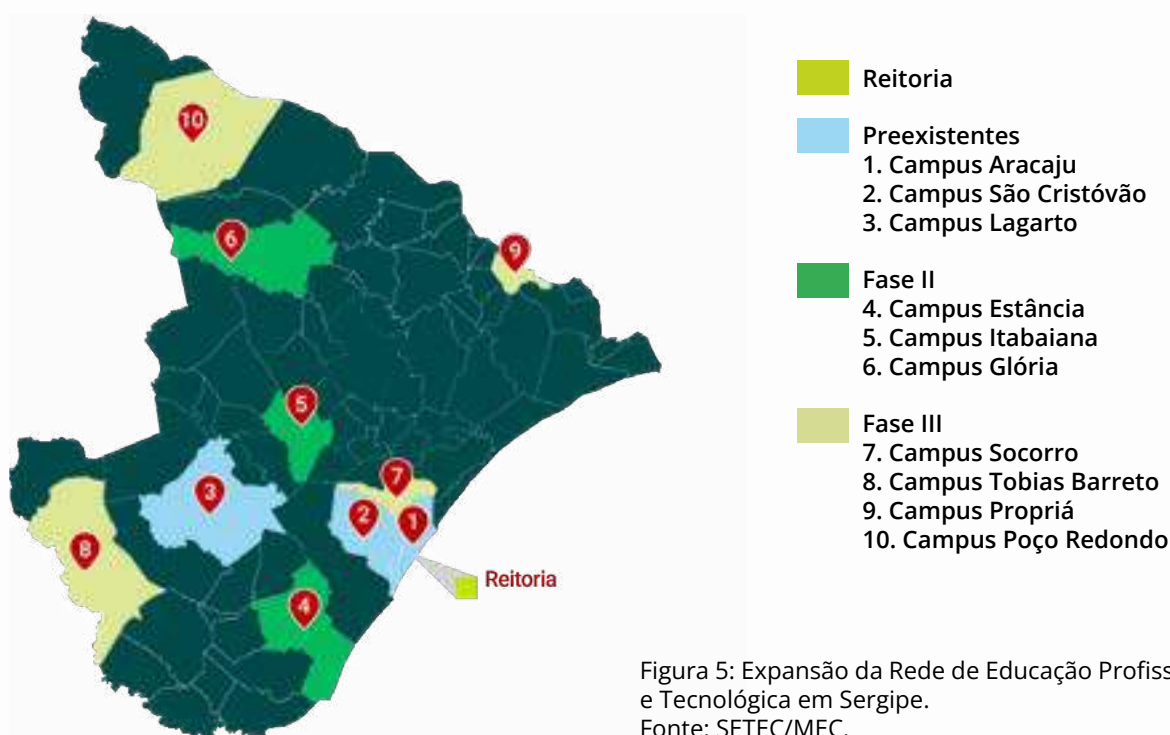 10
6
9
5
7
3
2
1
8
4
Reitoria
Reitoria
Preexistentes
1. Campus Aracaju
2. Campus São Cristóvão
3. Campus Lagarto
Fase II
4. Campus Estância
5. Campus Itabaiana
6. Campus Glória
Fase III
7. Campus Socorro
8. Campus Tobias Barreto
9. Campus Propriá
10. Campus Poço Redondo
Figura 5: Expansão da Rede de Educação Profiss
e Tecnológica em Sergipe.
Fonte: SETEC/MEC.